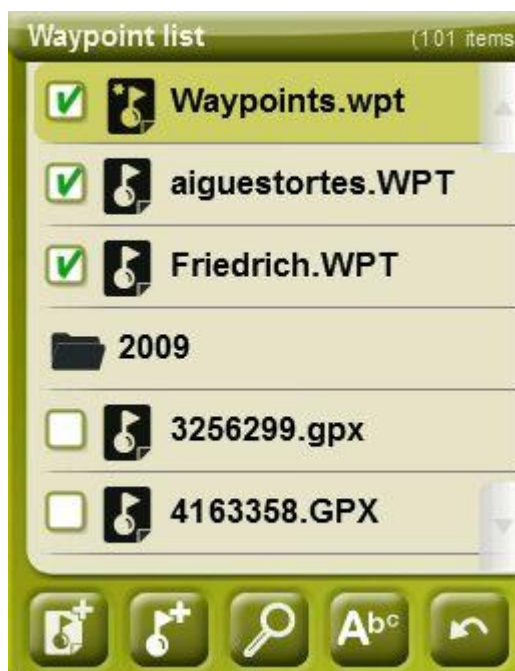 Waypoint list
(101 items
Waypoints.wpt
aiguestortes.WPT
Friedrich.WPT
2009
3256299.gpx
4163358.GPX
Abc